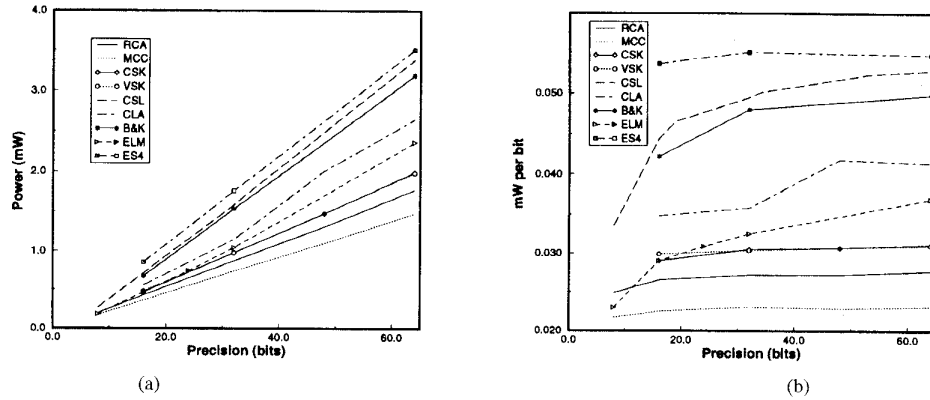 4.0
3.0
2.0
1.0
0.0
Power (mW)
RCA
MCC
CSK
VSK
CSL
CLA
B&K
ELM
ES4
0.0
20.0
40.0
60.0
Precision (bits)
(a)
0.050
0.040
0.030
0.020
mW per bit
RCA
MCC
CSK
VSK
CSL
CLA
B&K
ELM
ES4
0.0
20.0
40.0
60.0
Precision (bits)
(b)